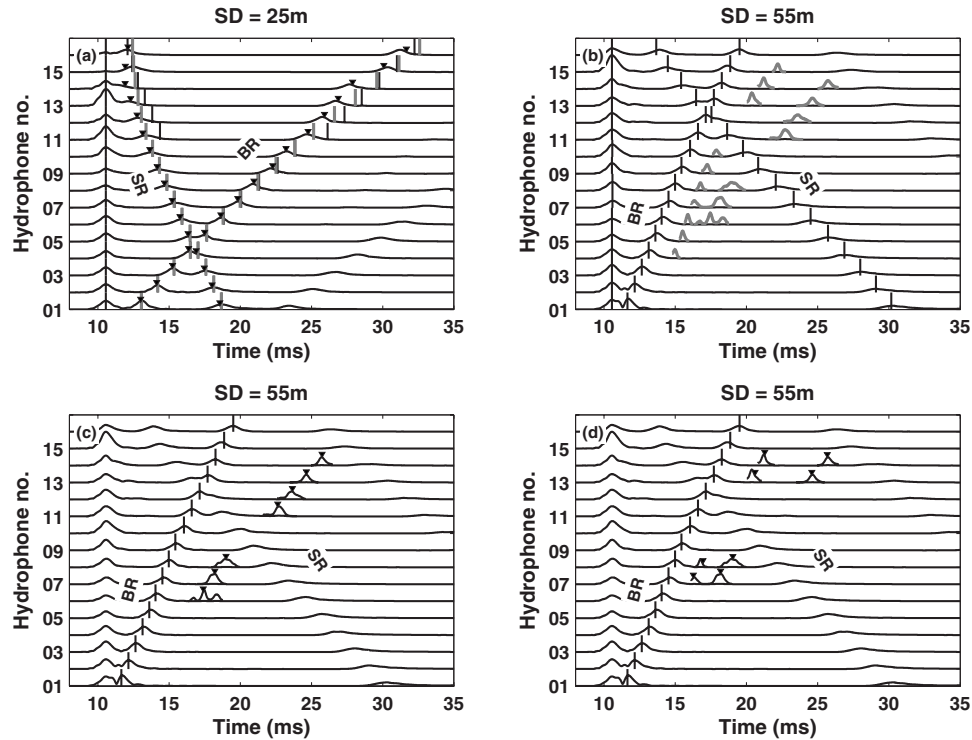 SD = 25m
(a)
15
13
11
09
07
05
03
01
Hydrophone no.
SR
BR
10 15 20 25 30 35
Time (ms)
SD = 55m
(b)
15
13
11
09
07
05
03
01
Hydrophone no.
BR
SR
10 15 20 25 30 35
Time (ms)
SD = 55m
(c)
15
13
11
09
07
05
03
01
Hydrophone no.
BR
SR
10 15 20 25 30 35
Time (ms)
SD = 55m
(d)
15
13
11
09
07
05
03
01
Hydrophone no.
BR
SR
10 15 20 25 30 35
Time (ms)